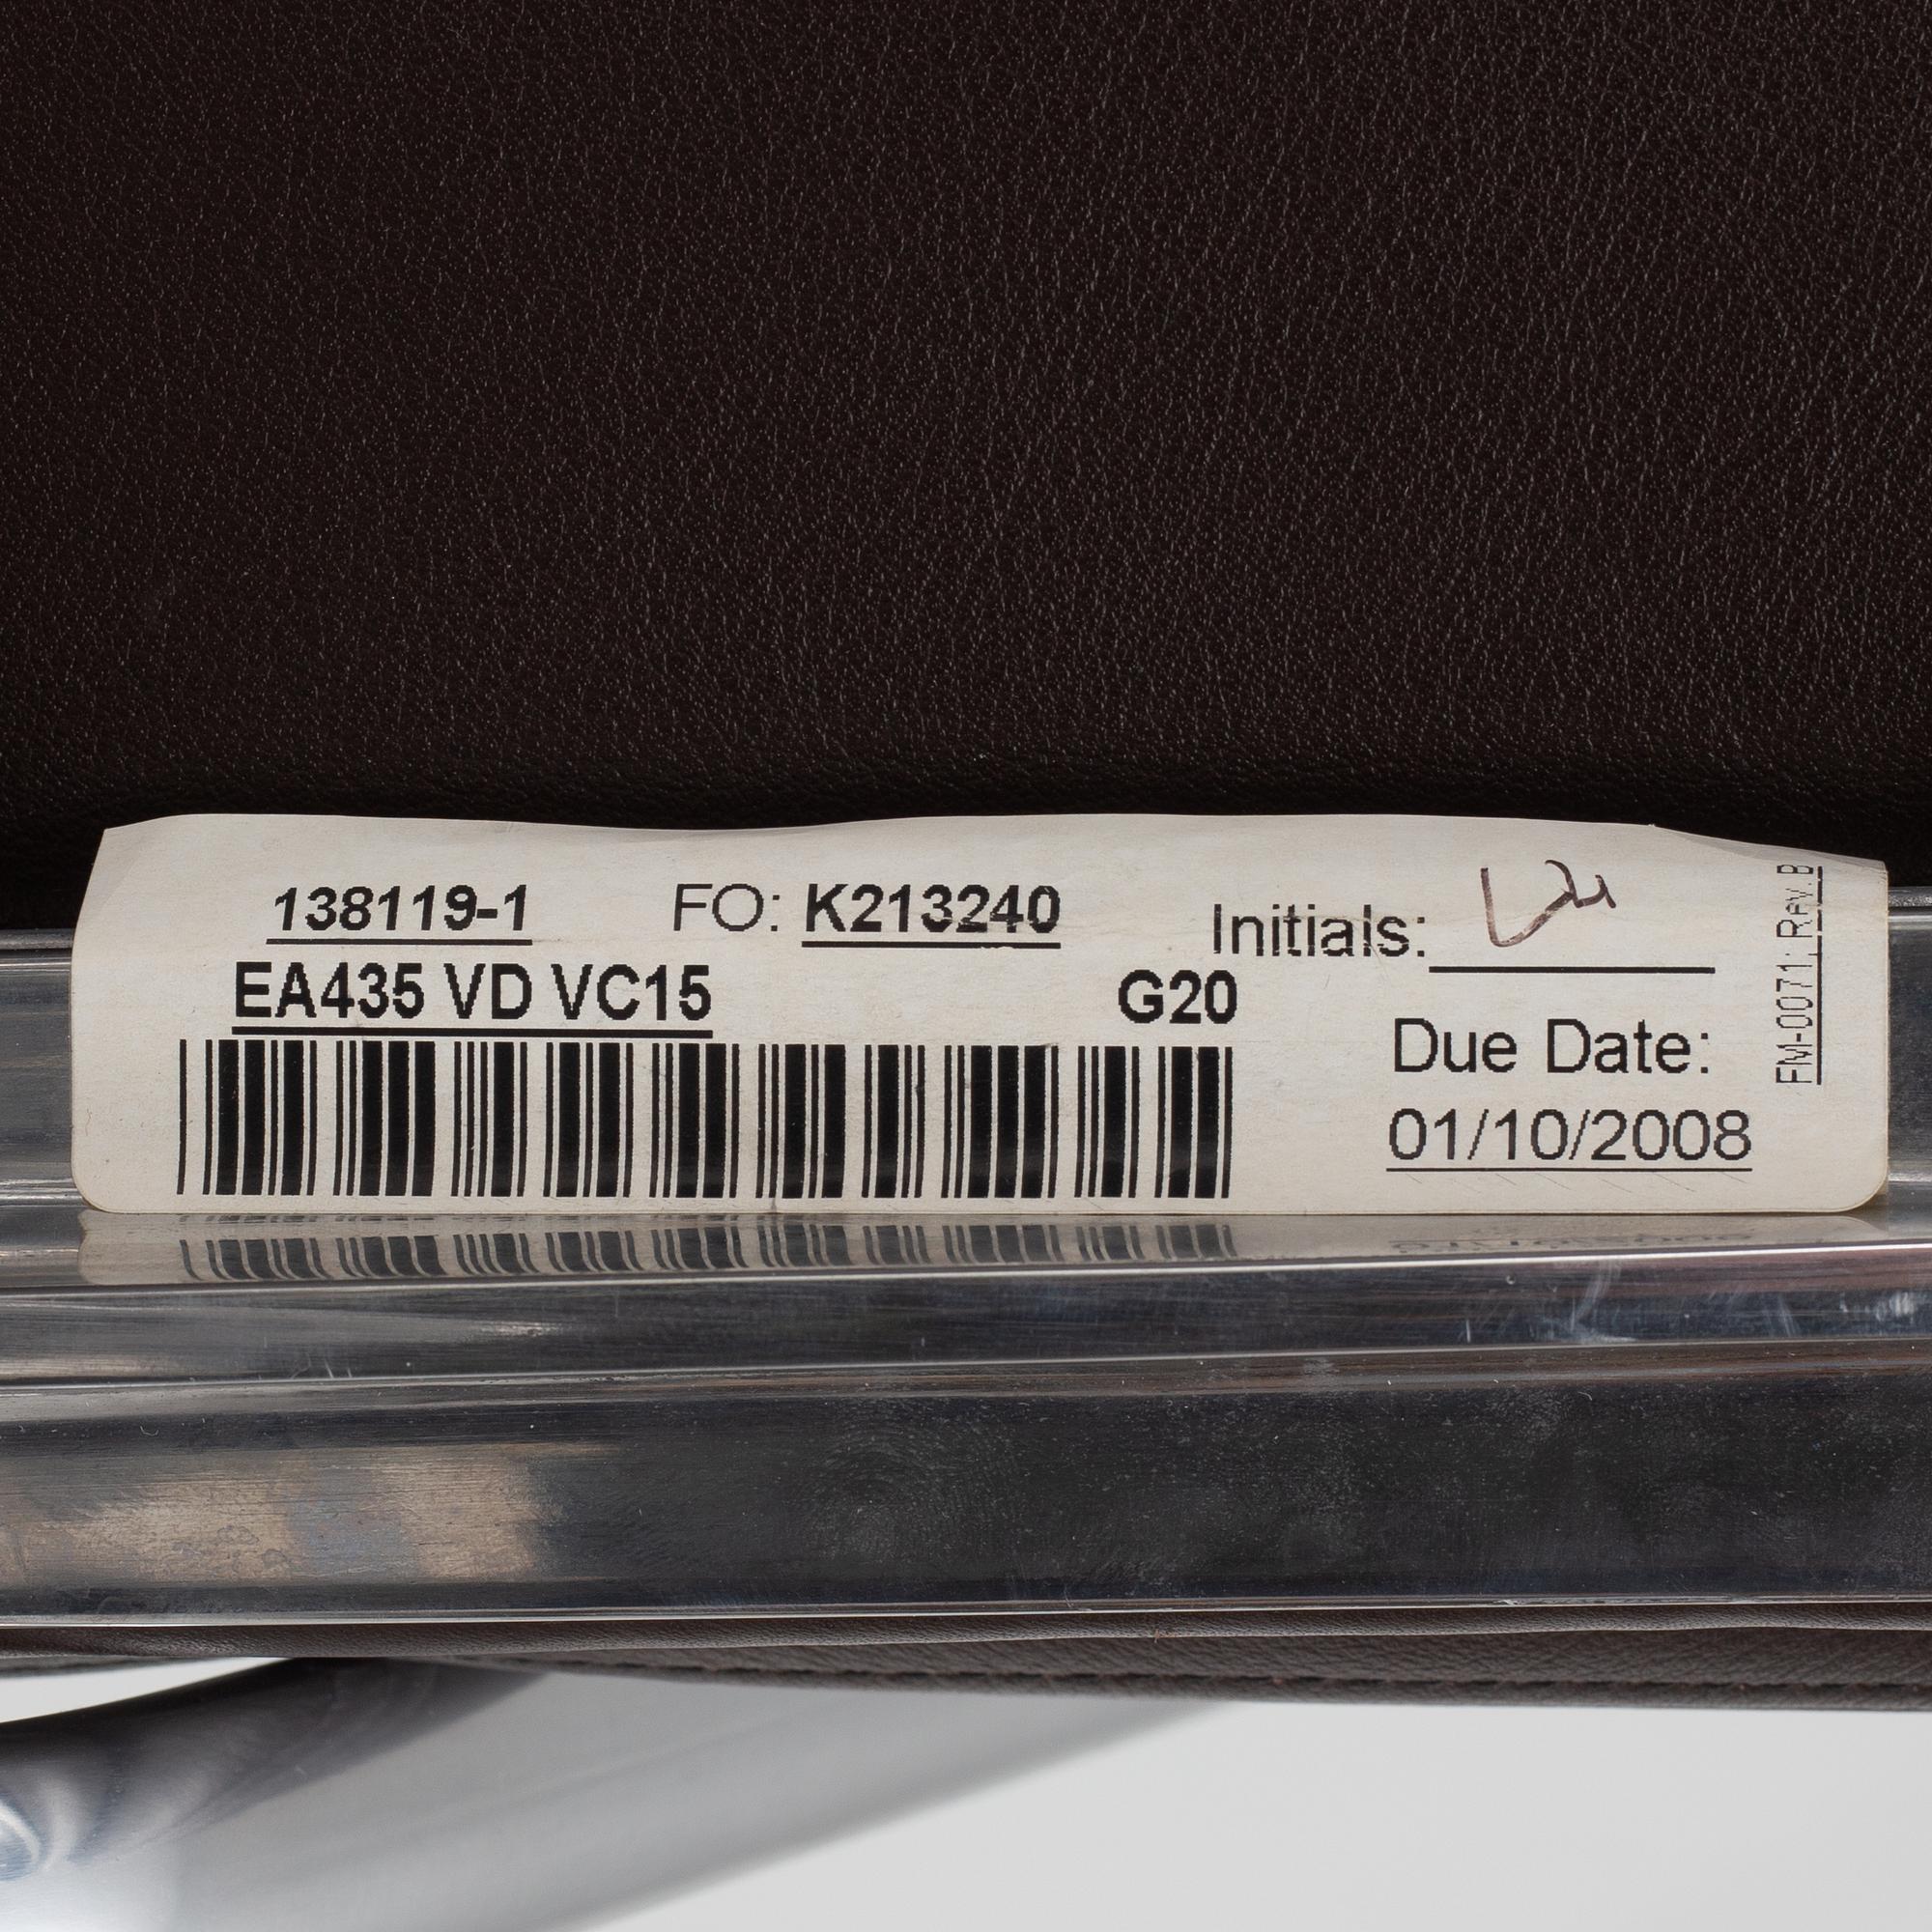 138119-1 FO: K213240
Initials:
EA435 VD VC15 G20
Due Date:
01/10/2008
FM-0071; Rev.B